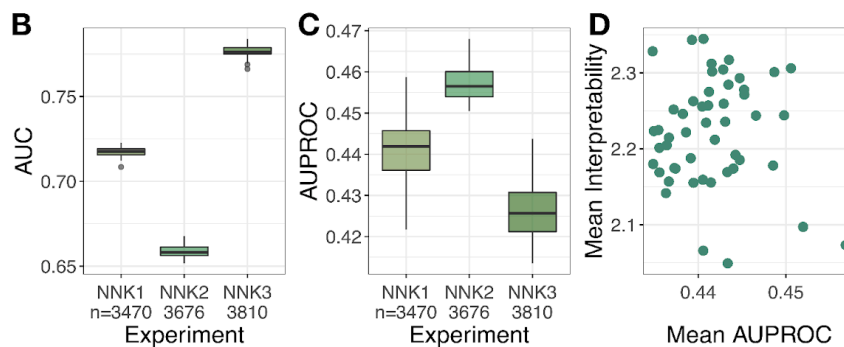 B
0.75
0.70
0.65
AUC
NNK1 NNK2 NNK3
n=3470 3676 3810
Experiment
C
0.47
0.46
0.45
0.44
0.43
0.42
AUPROC
NNK1 NNK2 NNK3
n=3470 3676 3810
Experiment
D
2.3
2.2
2.1
Mean Interpretability
0.44 0.45
Mean AUPROC